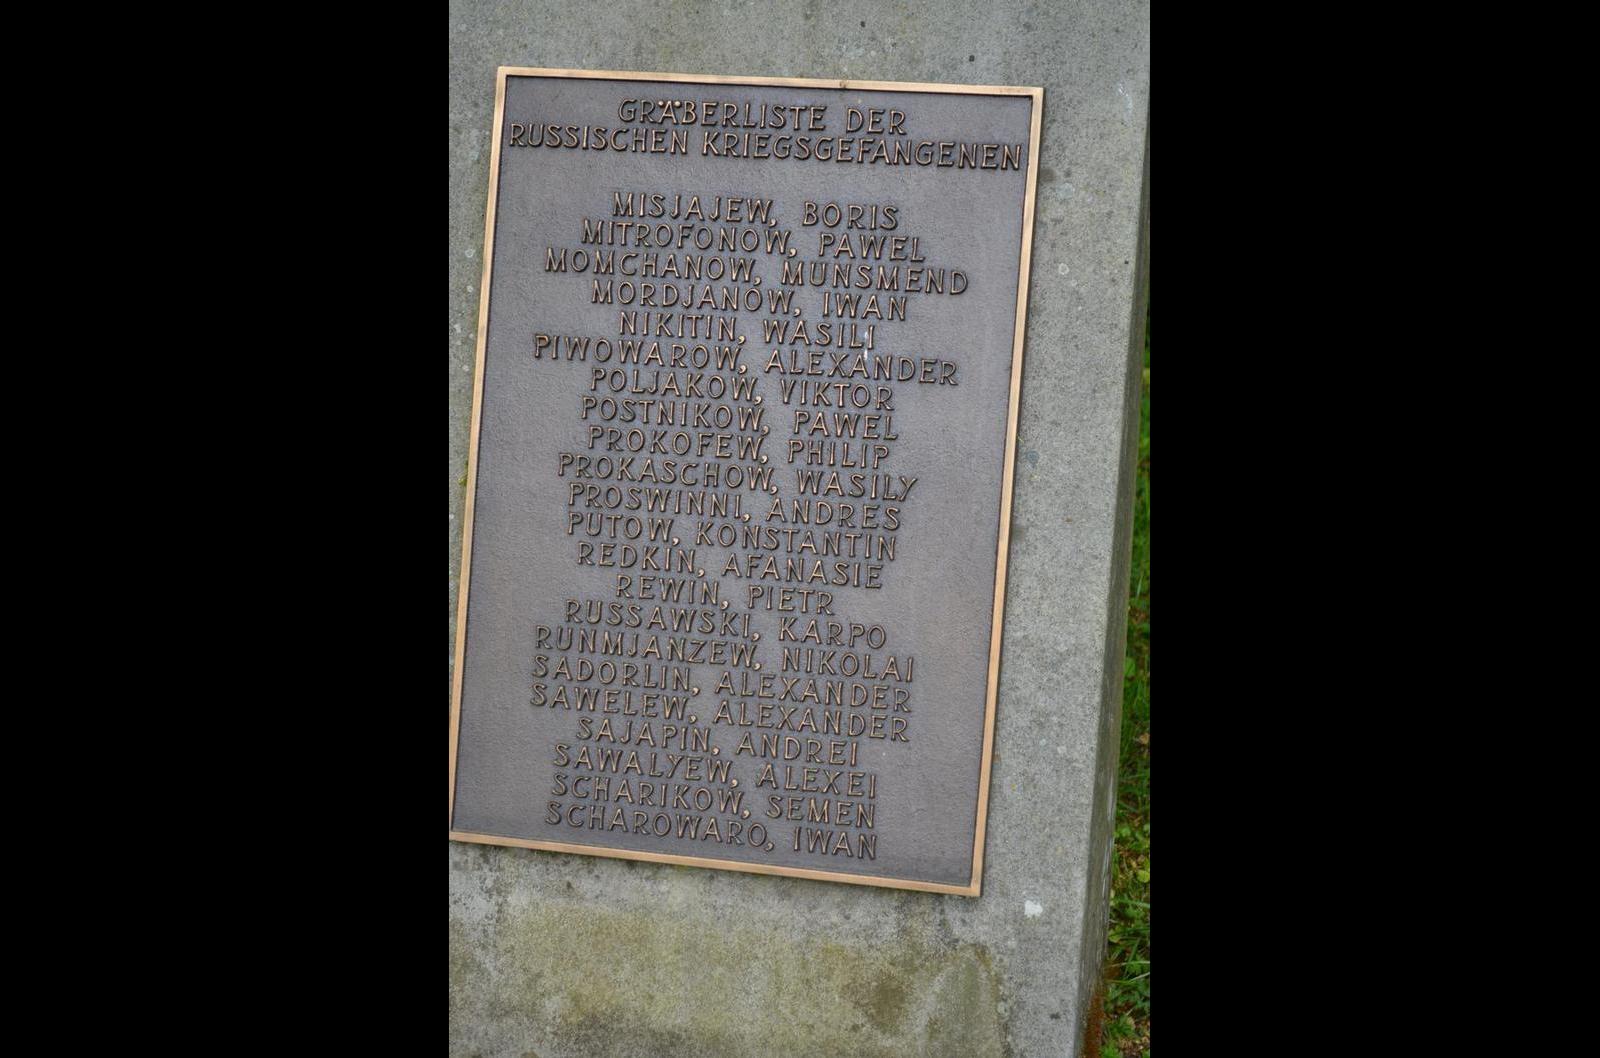 GRÄBERLISTE DER
RUSSISCHEN KRIEGSGEFANGENEN
MISJAJEW, BORIS
MITROFONOW, PAWEL
MOMCHANOW, MUNSMEND
MORDJANOW, IWAN
NIKITIN, WASILI
PIWOWAROW, ALEXANDER
POLJAKOW, VIKTOR
POSTNIKOW, PAWEL
PROKOFEW, PHILIP
PROKASCHOW, WASILY
PROSWINNI, ANDRES
PUTOW, KONSTANTIN
REDKIN, AFANASIE
REWIN, PIETR
RUSSAWSKI, KARPO
RUNMJANZEW, NIKOLAI
SADORLIN, ALEXANDER
SAWELEW, ALEXANDER
SAJAPIN, ANDREI
SAWALYEW, ALEXEI
SCHARIKOW, SEMEN
SCHAROWARO, IWAN